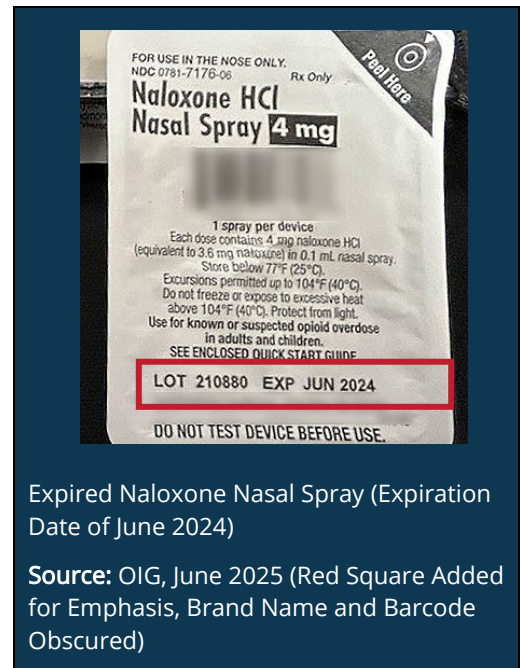 FOR USE IN THE NOSE ONLY.
NDC 0781-7176-06 Rx Only
Peel Here
Naloxone HCl
Nasal Spray 4 mg
1 spray per device
Each dose contains 4 mg naloxone HCl
(equivalent to 3.6 mg naloxone) in 0.1 mL nasal spray.
Store below 77°F (25°C).
Excursions permitted up to 104°F (40°C).
Do not freeze or expose to excessive heat
above 104°F (40°C). Protect from light.
Use for known or suspected opioid overdose
in adults and children.
SEE ENCLOSED QUICK START GUIDE
LOT 210880 EXP JUN 2024
DO NOT TEST DEVICE BEFORE USE.
Expired Naloxone Nasal Spray (Expiration
Date of June 2024)
Source: OIG, June 2025 (Red Square Added
for Emphasis, Brand Name and Barcode
Obscured)